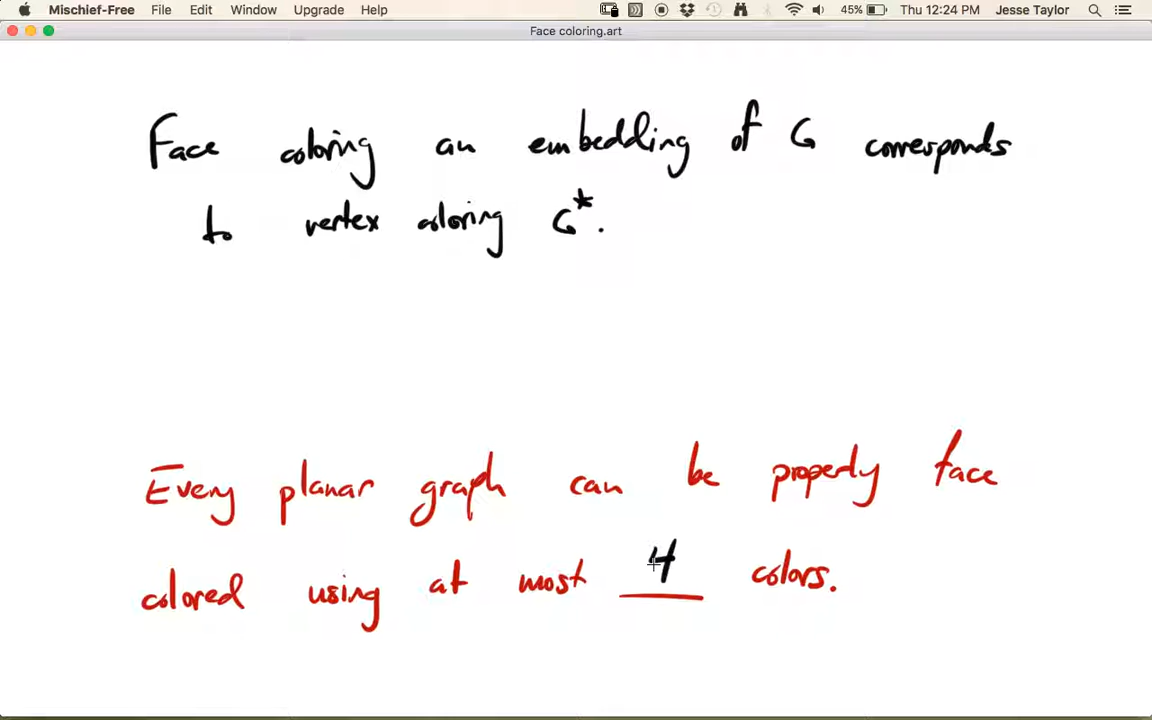 Mischief-Free File Edit Window Upgrade Help 45% Thu 12:24 PM Jesse Taylor
Face coloring.art
Face coloring an embedding of G corresponds
to vertex coloring G*.
Every planar graph can be properly face
colored using at most 4 colors.